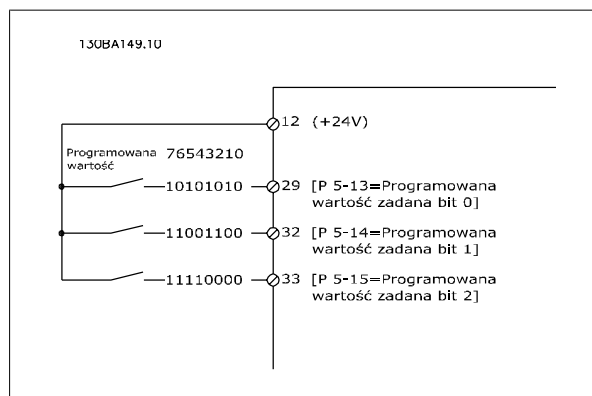 130BA149.10
12 (+24V)
Programowana 76543210
wartość
10101010 29 [P 5-13=Programowana
wartość zadana bit 0]
11001100 32 [P 5-14=Programowana
wartość zadana bit 1]
11110000 33 [P 5-15=Programowana
wartość zadana bit 2]